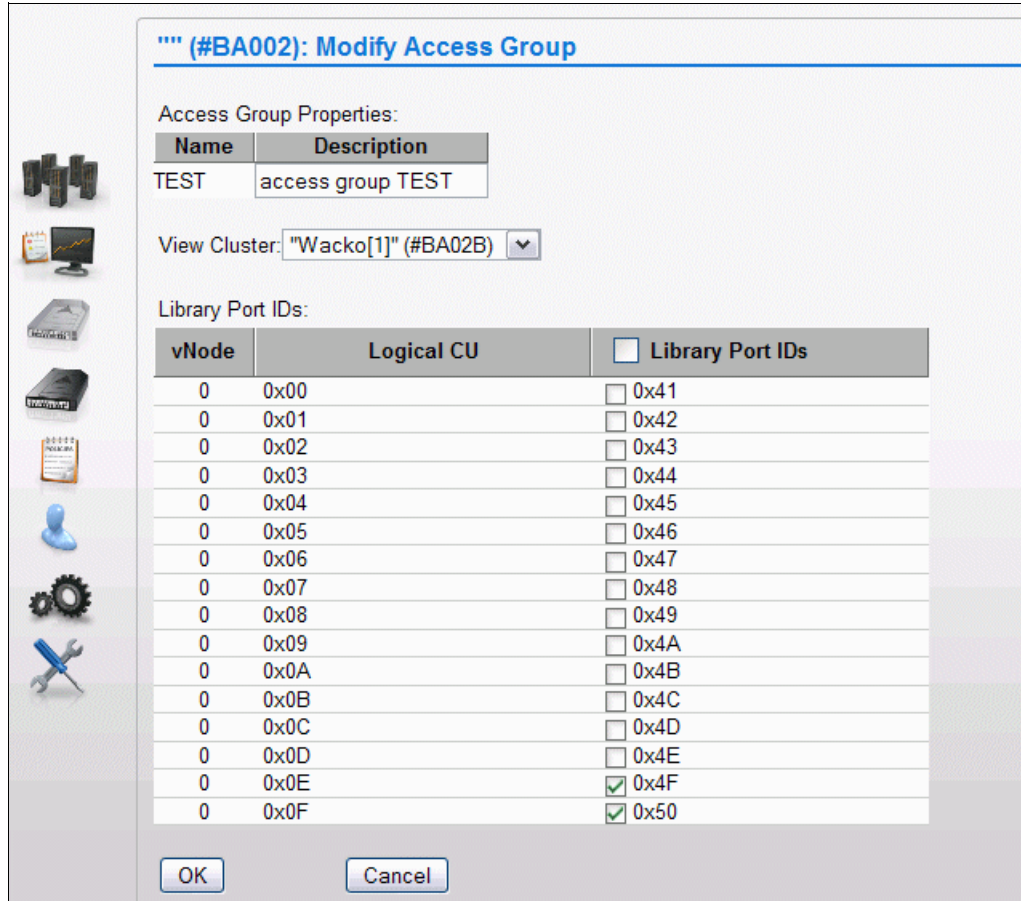 "" (#BA002): Modify Access Group
Access Group Properties:
Name Description
TEST access group TEST
View Cluster: "Wacko[1]" (#BA02B)
Library Port IDs:
vNode Logical CU Library Port IDs
0 0x00 0x41
0 0x01 0x42
0 0x02 0x43
0 0x03 0x44
0 0x04 0x45
0 0x05 0x46
0 0x06 0x47
0 0x07 0x48
0 0x08 0x49
0 0x09 0x4A
0 0x0A 0x4B
0 0x0B 0x4C
0 0x0C 0x4D
0 0x0D 0x4E
0 0x0E 0x4F
0 0x0F 0x50
OK Cancel